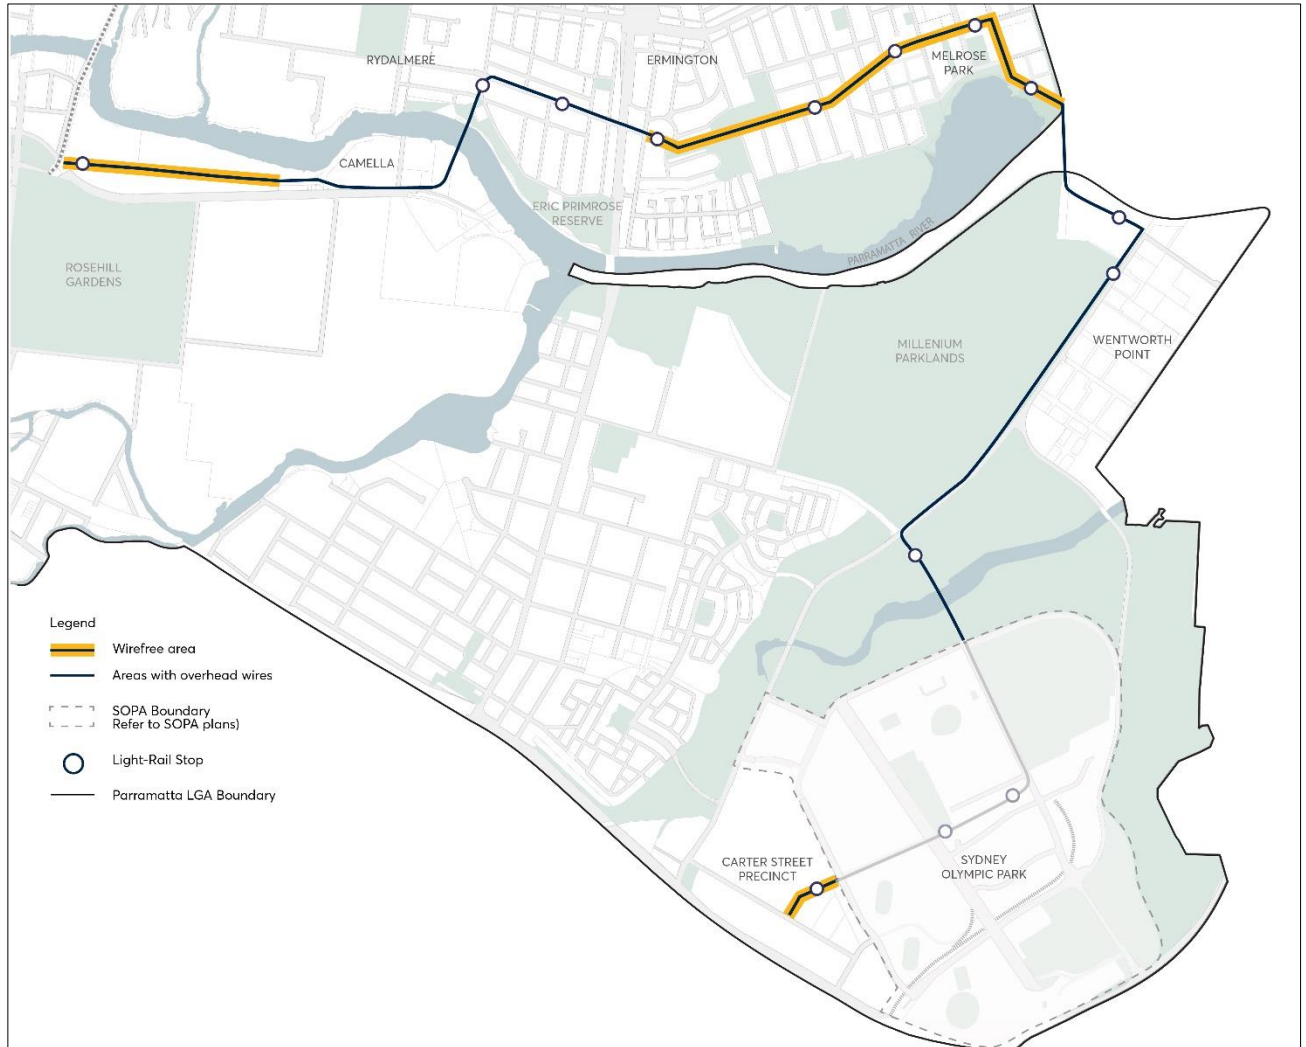 RYDALMERE
ERMINGTON
MELROSE
PARK
CAMELLA
ERIC PRIMROSE
RESERVE
PARRAMATTA RIVER
ROSEHILL
GARDENS
MILLENIUM
PARKLANDS
WENTWORTH
POINT
Legend
Wirefree area
Areas with overhead wires
SOPA Boundary
Refer to SOPA plans)
Light-Rail Stop
Parramatta LGA Boundary
CARTER STREET
PRECINCT
SYDNEY
OLYMPIC PARK